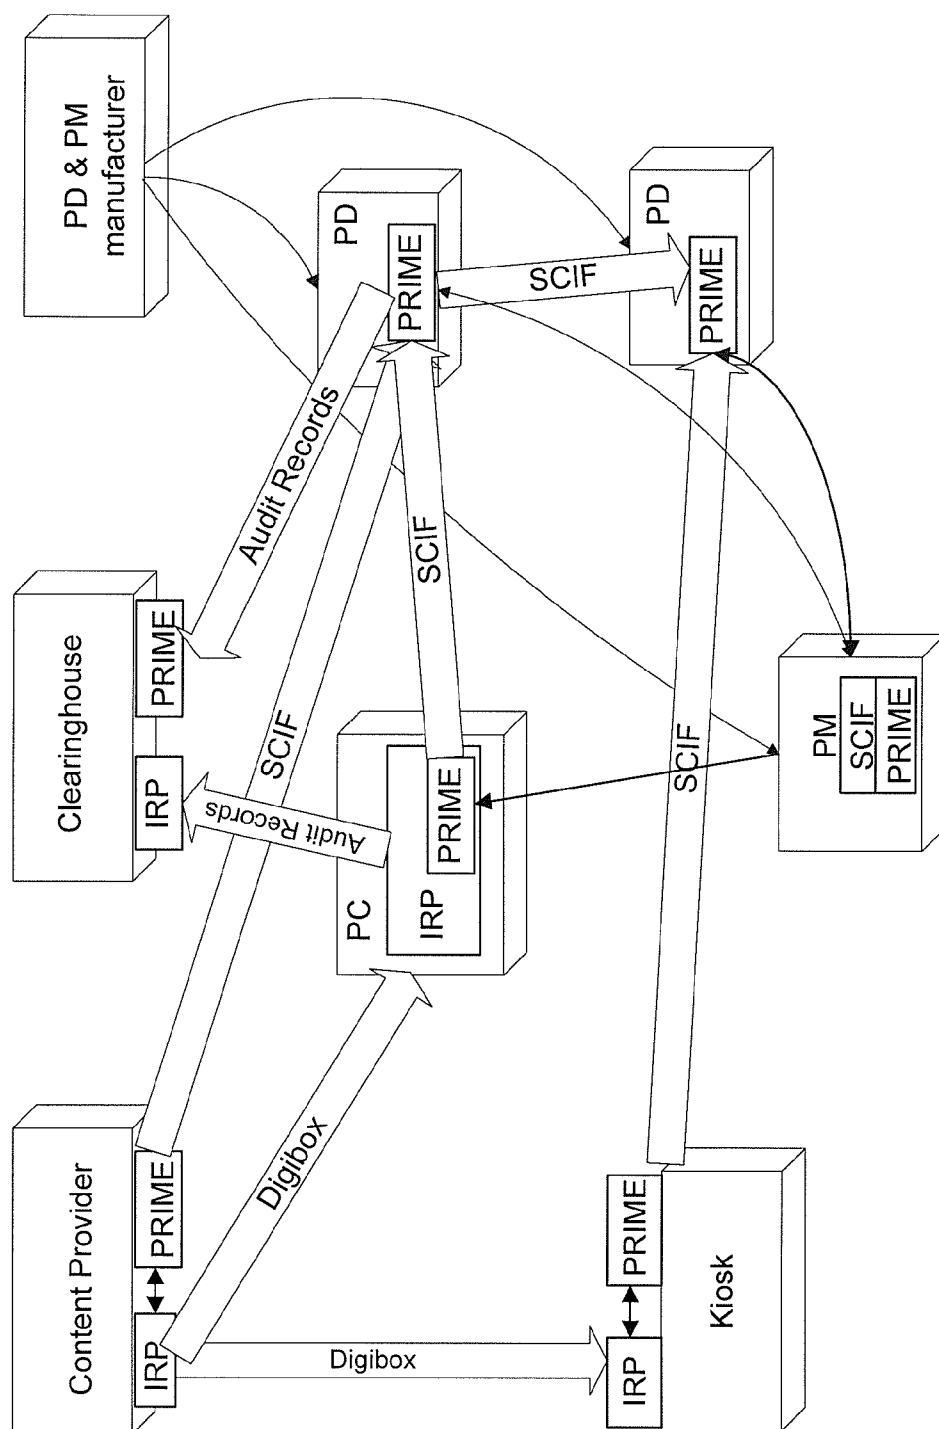 Content Provider
IRP
PRIME
Clearinghouse
IRP
PRIME
PD & PM
manufacturer
Digibox
SCIF
Audit Records
Audit Records
PC
IRP
PRIME
SCIF
PD
PRIME
SCIF
Digibox
IRP
PRIME
Kiosk
SCIF
PD
PRIME
PM
SCIF
PRIME